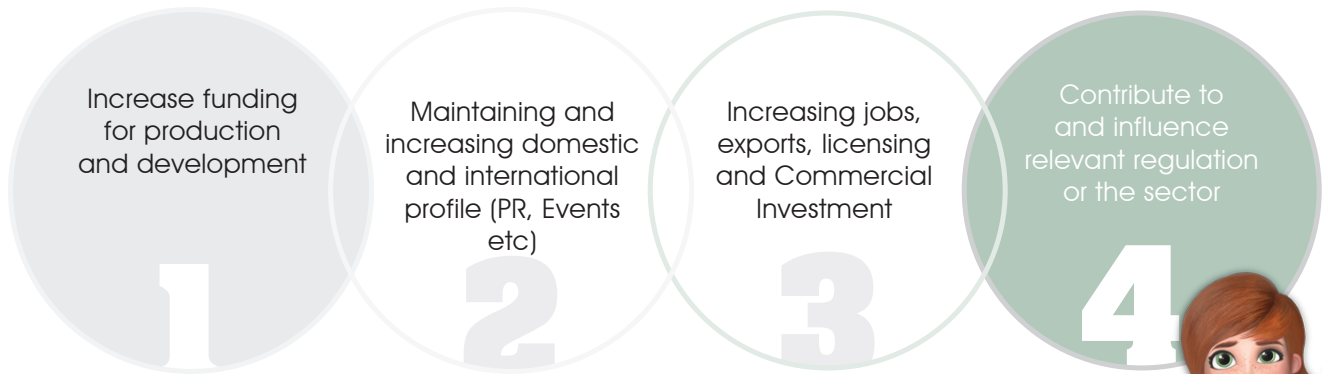 Increase funding
for production
and development
1
Maintaining and
increasing domestic
and international
profile (PR, Events
etc)
2
Increasing jobs,
exports, licensing
and Commercial
Investment
3
Contribute to
and influence
relevant regulation
or the sector
4